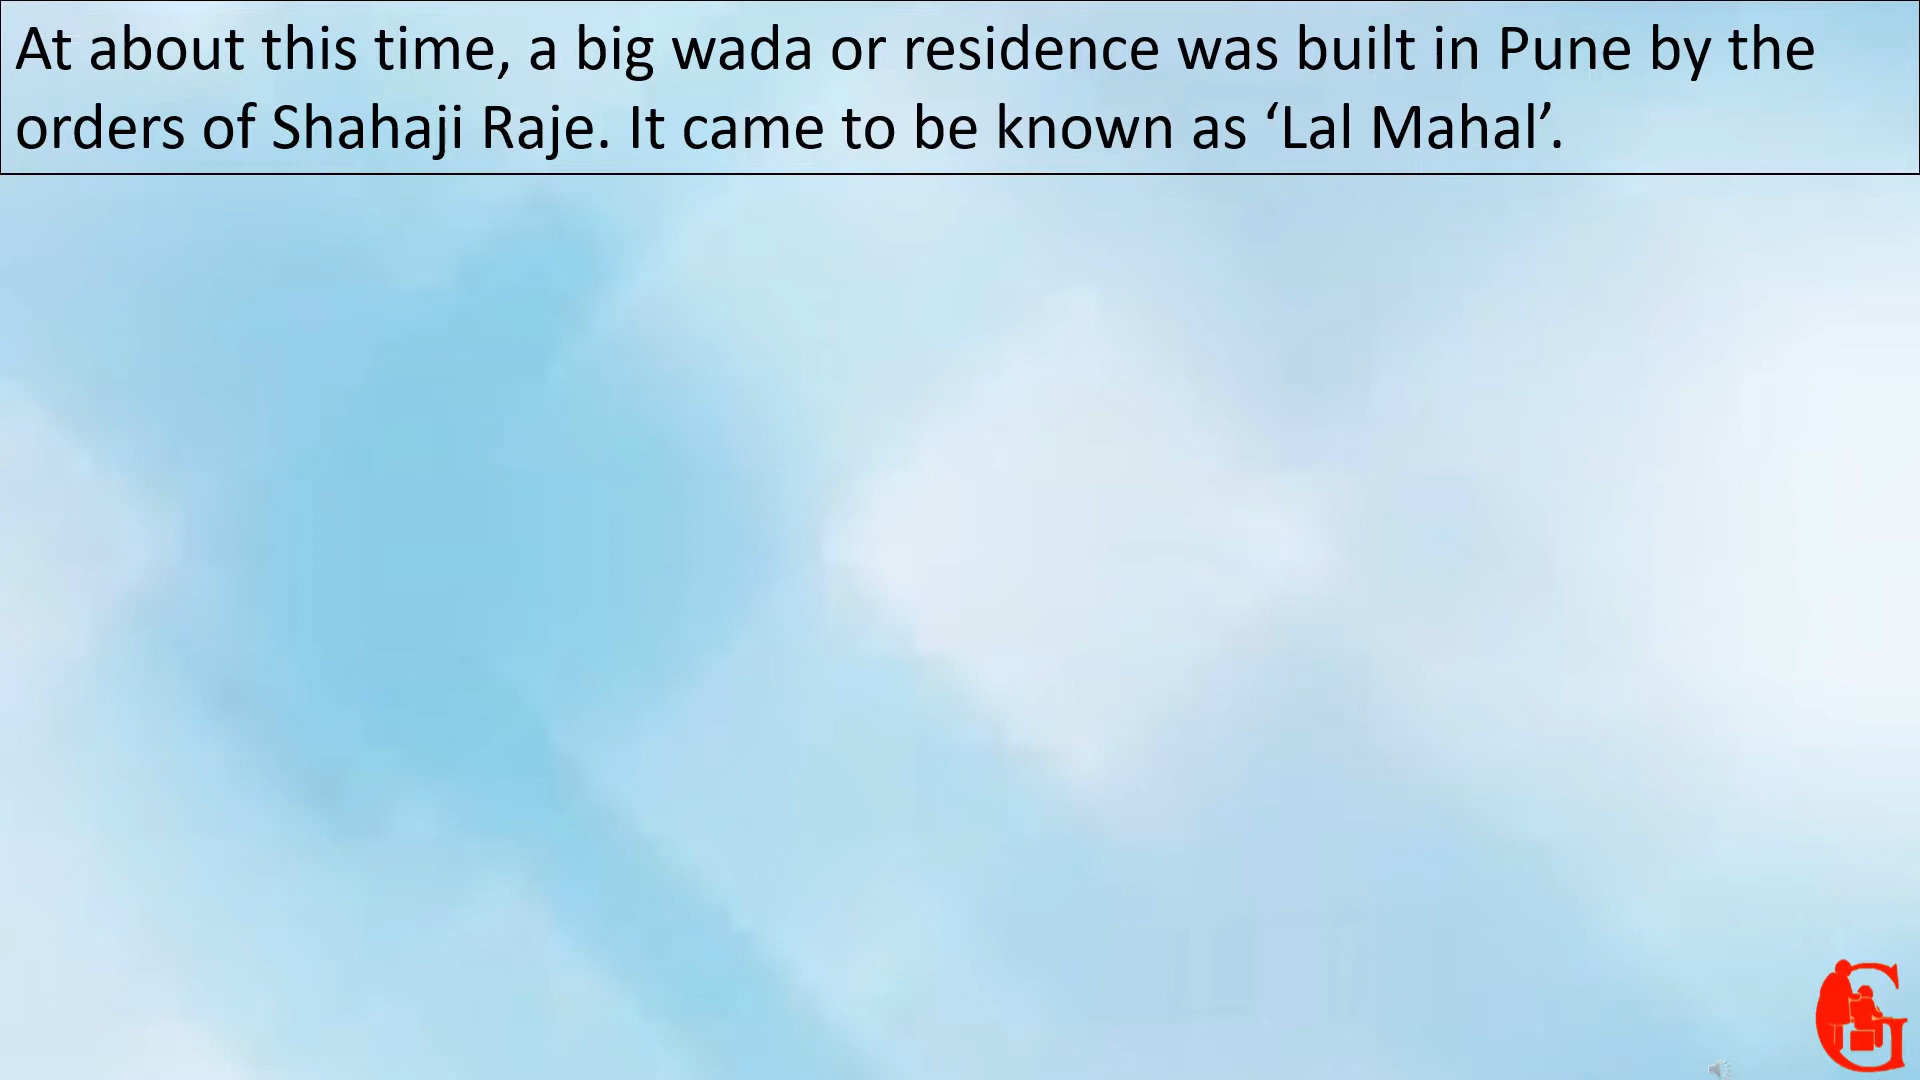 At about this time, a big wada or residence was built in Pune by the
orders of Shahaji Raje. It came to be known as ‘Lal Mahal’.